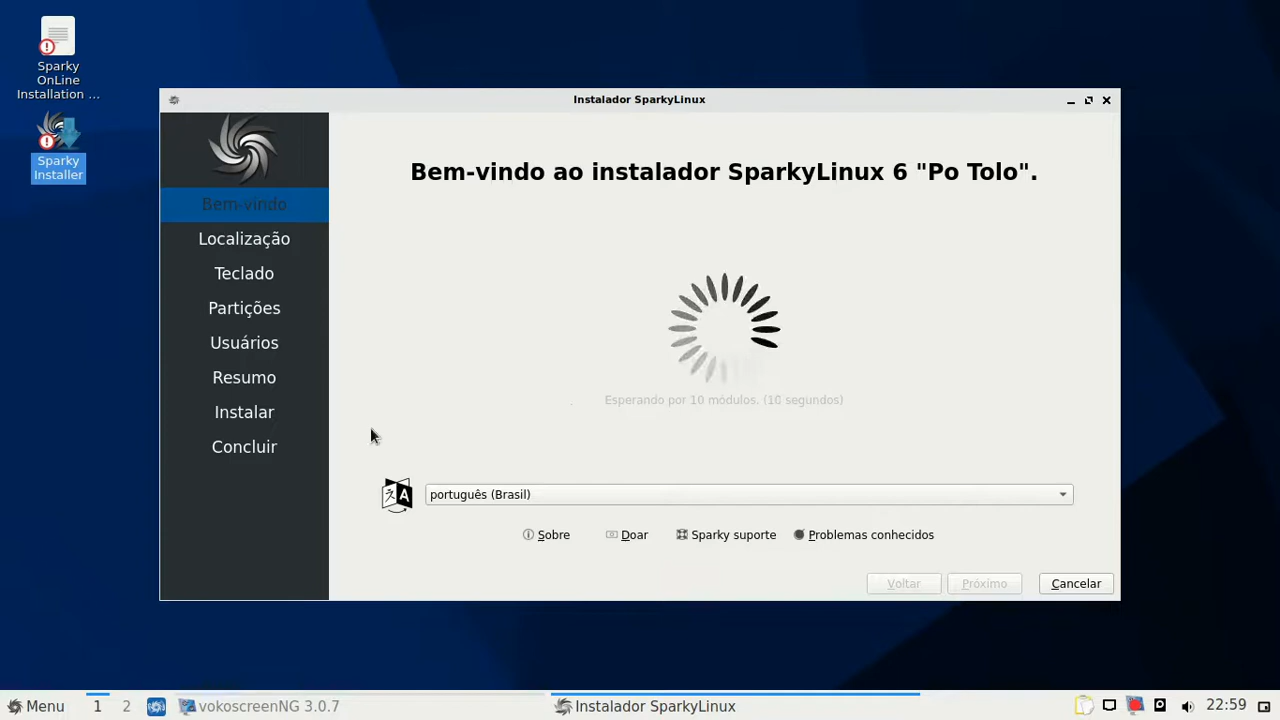 Sparky
OnLine
Installation ...
Sparky
Installer
Instalador SparkyLinux
Bem-vindo
Localização
Teclado
Partições
Usuários
Resumo
Instalar
Concluir
Bem-vindo ao instalador SparkyLinux 6 "Po Tolo".
Esperando por 10 módulos. (10 segundos)
A
português (Brasil)
Sobre Doar Sparky suporte Problemas conhecidos
Voltar Próximo Cancelar
Menu 1 2 vokoscreenNG 3.0.7 Instalador SparkyLinux 22:59